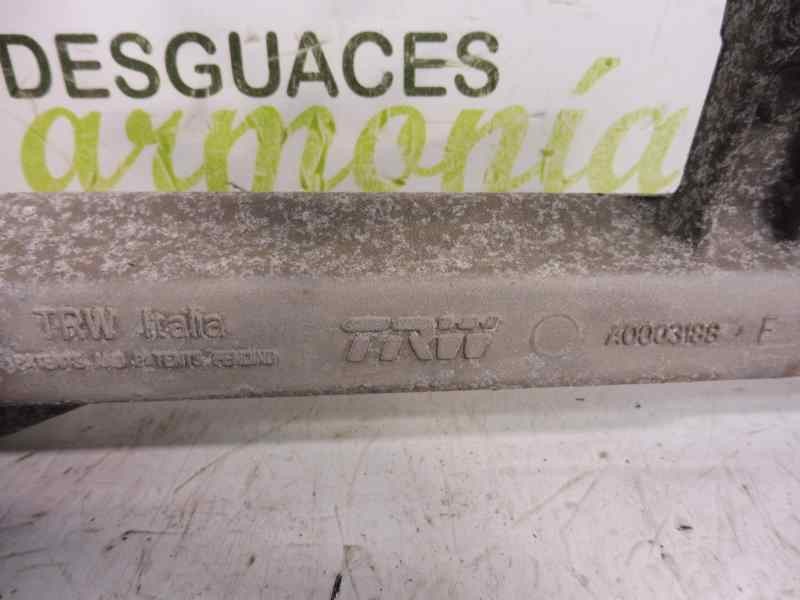 DESGUACES
armonía
TRW Italia
PATENTS AND PATENTS PENDING
TRW
A0003188 - F